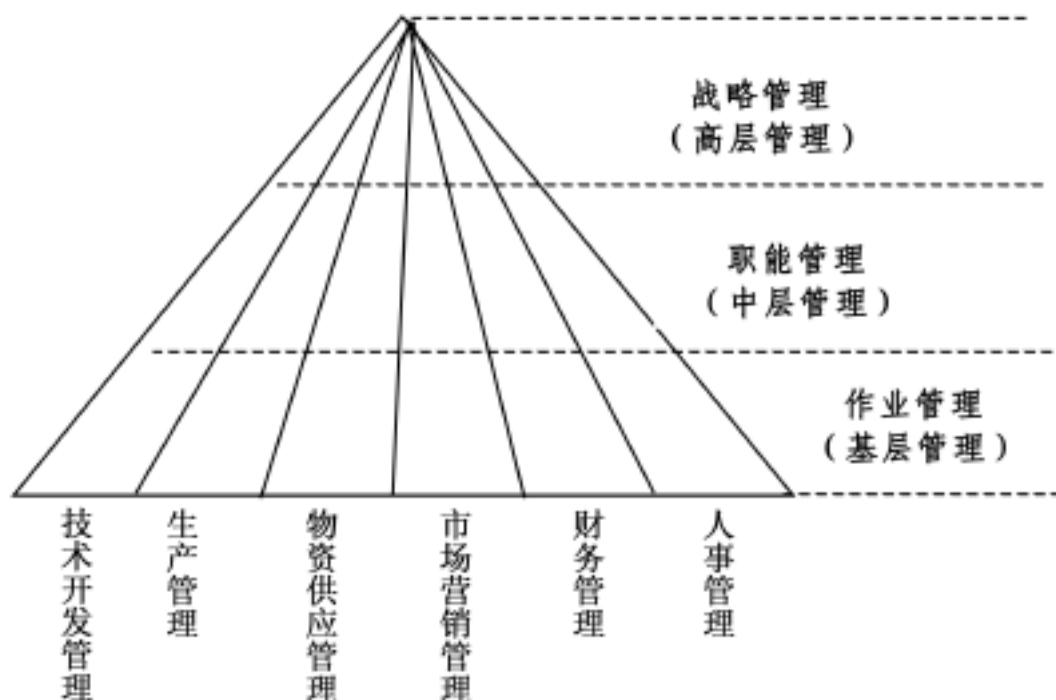 战略管理
（高层管理）
职能管理
（中层管理）
作业管理
（基层管理）
技术开发管理
生产管理
物资供应管理
市场营销管理
财务管理
人事管理